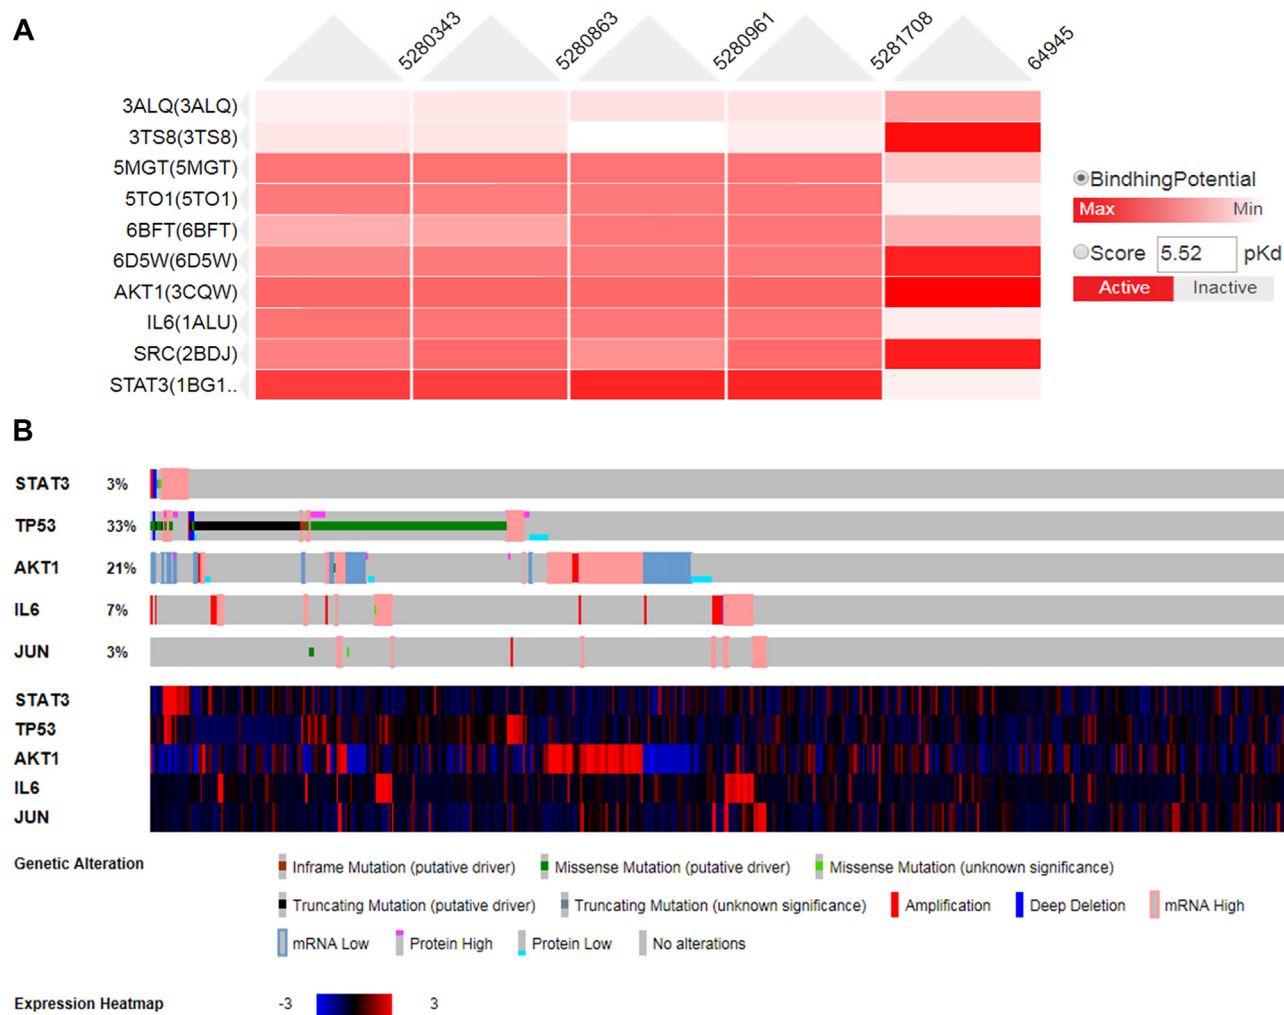 A
5280343
5280863
5280961
5281708
64945
3ALQ(3ALQ)
3TS8(3TS8)
5MGT(5MGT)
5TO1(5TO1)
6BFT(6BFT)
6D5W(6D5W)
AKT1(3CQW)
IL6(1ALU)
SRC(2BDJ)
STAT3(1BG1..
BindhingPotential
Max Min
Score 5.52 pKd
Active Inactive
B
STAT3 3%
TP53 33%
AKT1 21%
IL6 7%
JUN 3%
STAT3
TP53
AKT1
IL6
JUN
Genetic Alteration Inframe Mutation (putative driver) Missense Mutation (putative driver) Missense Mutation (unknown significance)
Truncating Mutation (putative driver) Truncating Mutation (unknown significance) Amplification Deep Deletion mRNA High
mRNA Low Protein High Protein Low No alterations
Expression Heatmap -3 3